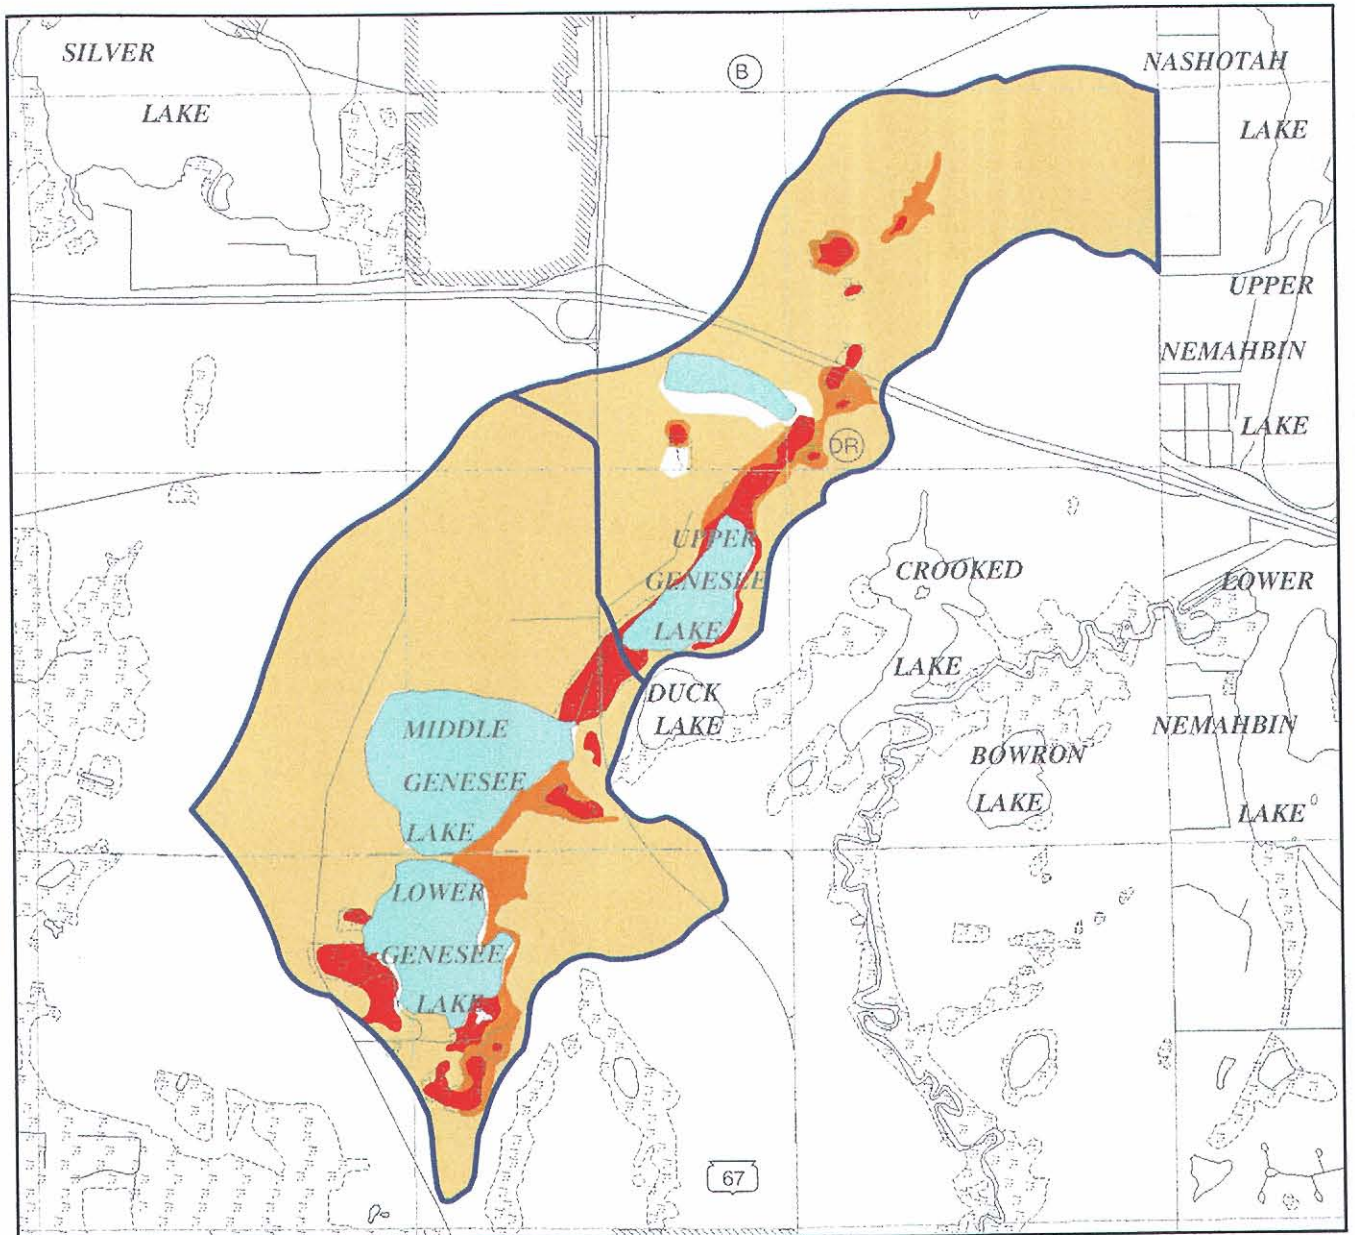 SILVER
LAKE
B
NASHOTAH
LAKE
UPPER
NEMAHBIN
LAKE
DR
UPPER
GENESEE
LAKE
CROOKED
LAKE
LOWER
NEMAHBIN
LAKE
DUCK
LAKE
BOWRON
LAKE
MIDDLE
GENESEE
LAKE
LOWER
GENESEE
LAKE
67